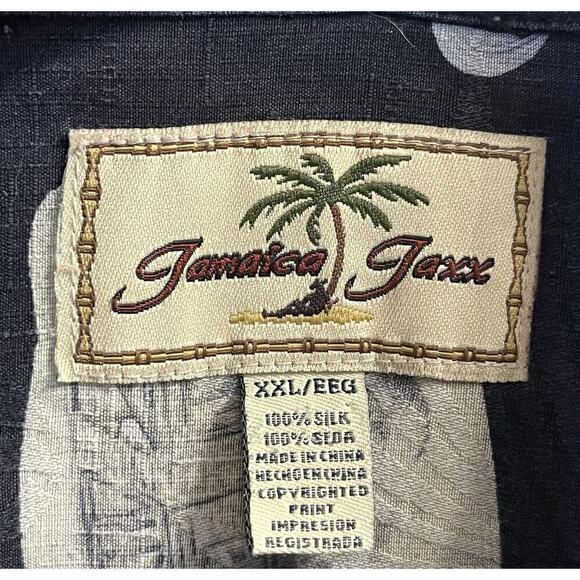 Jamaica Jaxx
XXL/EEG
100% SILK
100% SEDA
MADE IN CHINA
HECHO EN CHINA
COPYRIGHTED
PRINT
IMPRESION
REGISTRADA